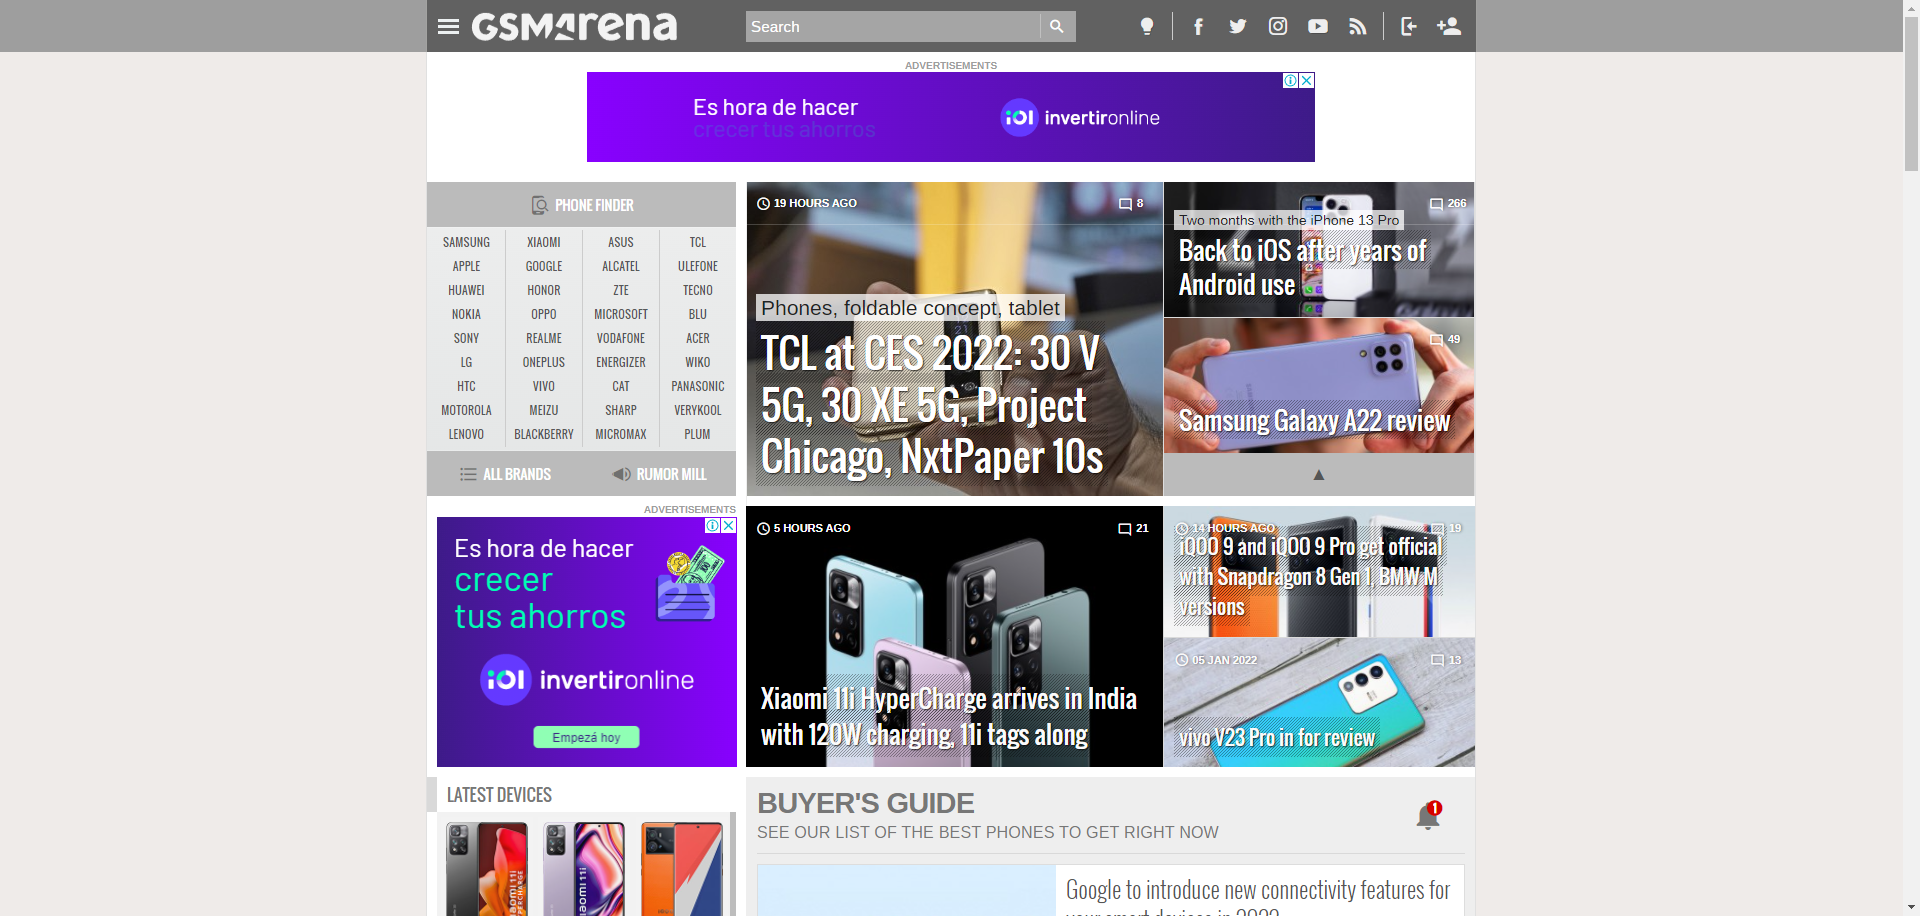 GSMArena
Search
ADVERTISEMENTS
Es hora de hacer
crecer tus ahorros
invertironline
PHONE FINDER
SAMSUNG XIAOMI ASUS TCL
APPLE GOOGLE ALCATEL ULEFONE
HUAWEI HONOR ZTE TECNO
NOKIA OPPO MICROSOFT BLU
SONY REALME VODAFONE ACER
LG ONEPLUS ENERGIZER WIKO
HTC VIVO CAT PANASONIC
MOTOROLA MEIZU SHARP VERYKOOL
LENOVO BLACKBERRY MICROMAX PLUM
ALL BRANDS RUMOR MILL
19 HOURS AGO 8
Phones, foldable concept, tablet
TCL at CES 2022: 30 V
5G, 30 XE 5G, Project
Chicago, NxtPaper 10s
266
Two months with the iPhone 13 Pro
Back to iOS after years of
Android use
49
Samsung Galaxy A22 review
ADVERTISEMENTS
Es hora de hacer
crecer
tus ahorros
invertironline
Empezá hoy
5 HOURS AGO 21
Xiaomi 11i HyperCharge arrives in India
with 120W charging, 11i tags along
14 HOURS AGO 19
iQOO 9 and iQOO 9 Pro get official
with Snapdragon 8 Gen 1, BMW M
versions
05 JAN 2022 13
vivo V23 Pro in for review
LATEST DEVICES
BUYER'S GUIDE
1
SEE OUR LIST OF THE BEST PHONES TO GET RIGHT NOW
Google to introduce new connectivity features for
your smart devices in 2022